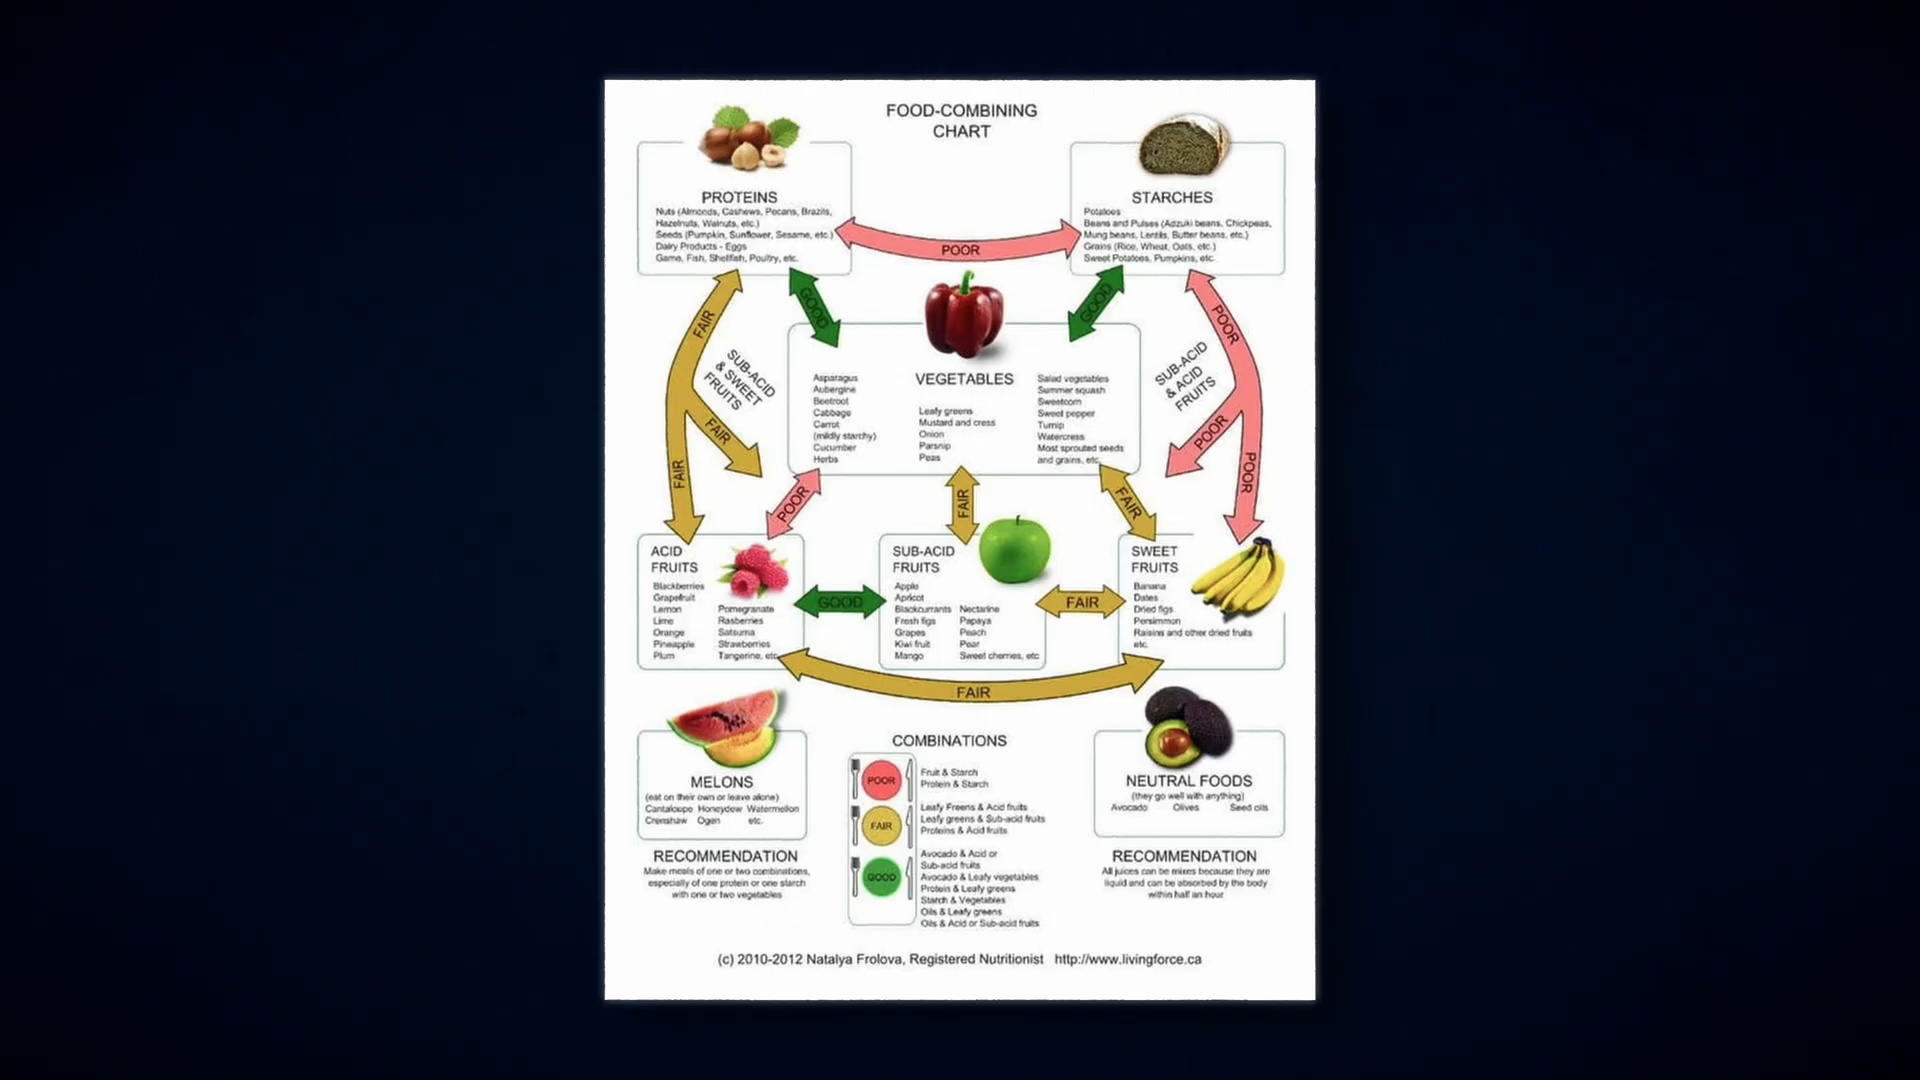 FOOD-COMBINING
CHART
PROTEINS
Nuts (Almonds, Cashews, Pecans, Brazils,
Hazelnuts, Walnuts, etc.)
Seeds (Pumpkin, Sunflower, Sesame, etc.)
Dairy Products - Eggs
Game, Fish, Shellfish, Poultry, etc.
STARCHES
Potatoes
Beans and Pulses (Adzuki beans, Chickpeas,
Mung beans, Lentils, Butter beans, etc.)
Grains (Rice, Wheat, Oats, etc.)
Sweet Potatoes, Pumpkins, etc.
POOR
GOOD
GOOD
FAIR
SUB-ACID
& SWEET
FRUITS
FAIR
FAIR
POOR
SUB-ACID
& ACID
FRUITS
POOR
POOR
VEGETABLES
Asparagus
Aubergine
Beetroot
Cabbage
Carrot
(mildly starchy)
Cucumber
Herbs
Leafy greens
Mustard and cress
Onion
Parsnip
Peas
Salad vegetables
Summer squash
Sweetcorn
Sweet pepper
Turnip
Watercress
Most sprouted seeds
and grains, etc.
POOR
FAIR
FAIR
ACID
FRUITS
Blackberries
Grapefruit
Lemon
Lime
Orange
Pineapple
Plum
Pomegranate
Rasberries
Satsuma
Strawberries
Tangerine, etc.
GOOD
SUB-ACID
FRUITS
Apple
Apricot
Blackcurrants
Fresh figs
Grapes
Kiwi fruit
Mango
Nectarine
Papaya
Peach
Pear
Sweet cherries, etc
FAIR
SWEET
FRUITS
Banana
Dates
Dried figs
Persimmon
Raisins and other dried fruits
etc.
FAIR
MELONS
(eat on their own or leave alone)
Cantaloupe Honeydew Watermellon
Crenshaw Ogen etc.
RECOMMENDATION
Make meals of one or two combinations,
especially of one protein or one starch
with one or two vegetables
COMBINATIONS
POOR
Fruit & Starch
Protein & Starch
FAIR
Leafy Freens & Acid fruits
Leafy greens & Sub-acid fruits
Proteins & Acid fruits
GOOD
Avocado & Acid or
Sub-acid fruits
Avocado & Leafy vegetables
Protein & Leafy greens
Starch & Vegetables
Oils & Leafy greens
Oils & Acid or Sub-acid fruits
NEUTRAL FOODS
(they go well with anything)
Avocado Olives Seed oils
RECOMMENDATION
All juices can be mixes because they are
liquid and can be absorbed by the body
within half an hour
(c) 2010-2012 Natalya Frolova, Registered Nutritionist http://www.livingforce.ca